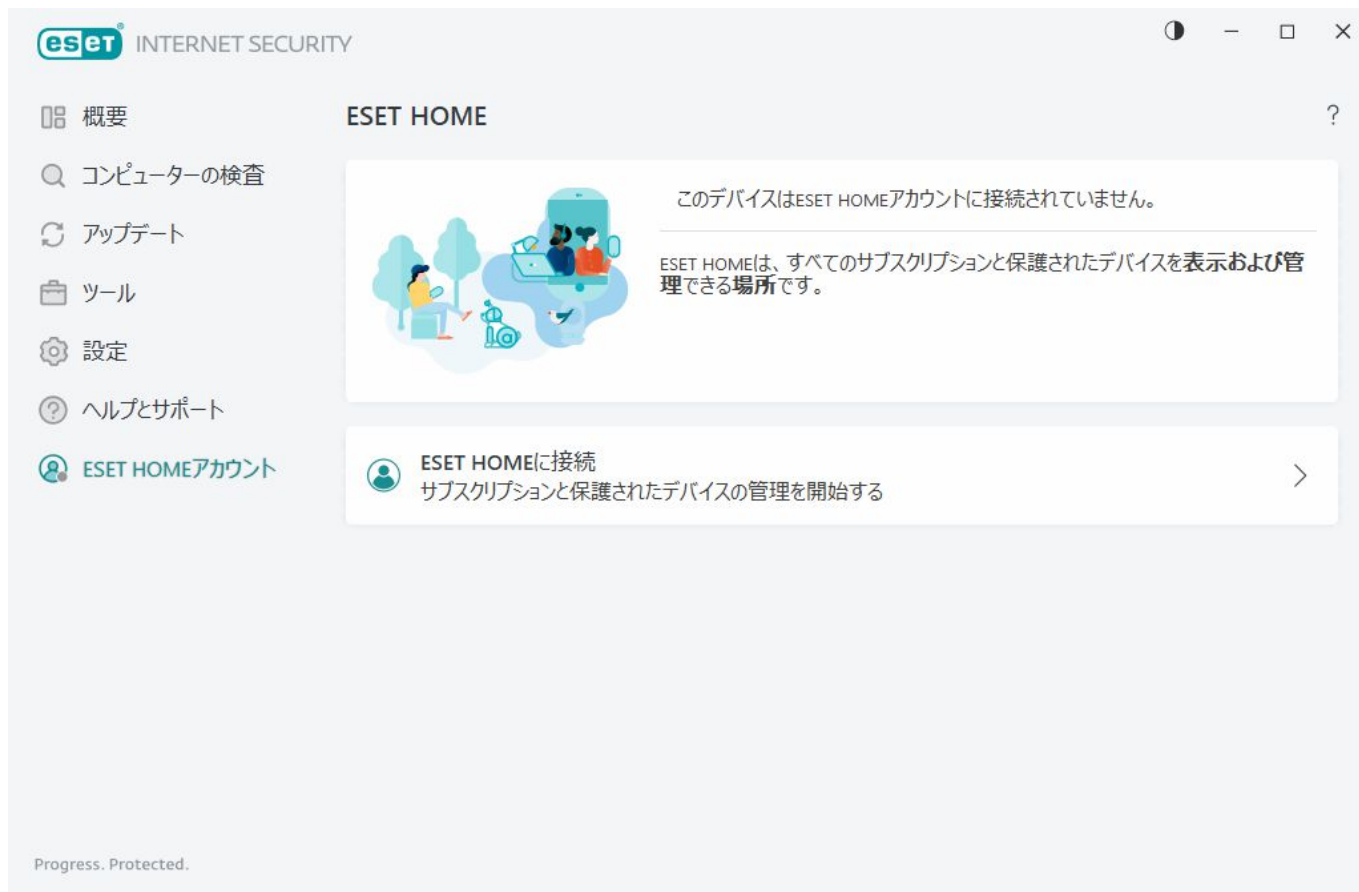 eseT® INTERNET SECURITY
概要
コンピューターの検査
アップデート
ツール
設定
ヘルプとサポート
ESET HOMEアカウント
ESET HOME
?
このデバイスはESET HOMEアカウントに接続されていません。
ESET HOMEは、すべてのサブスクリプションと保護されたデバイスを表示および管
理できる場所です。
ESET HOMEに接続
サブスクリプションと保護されたデバイスの管理を開始する
Progress. Protected.